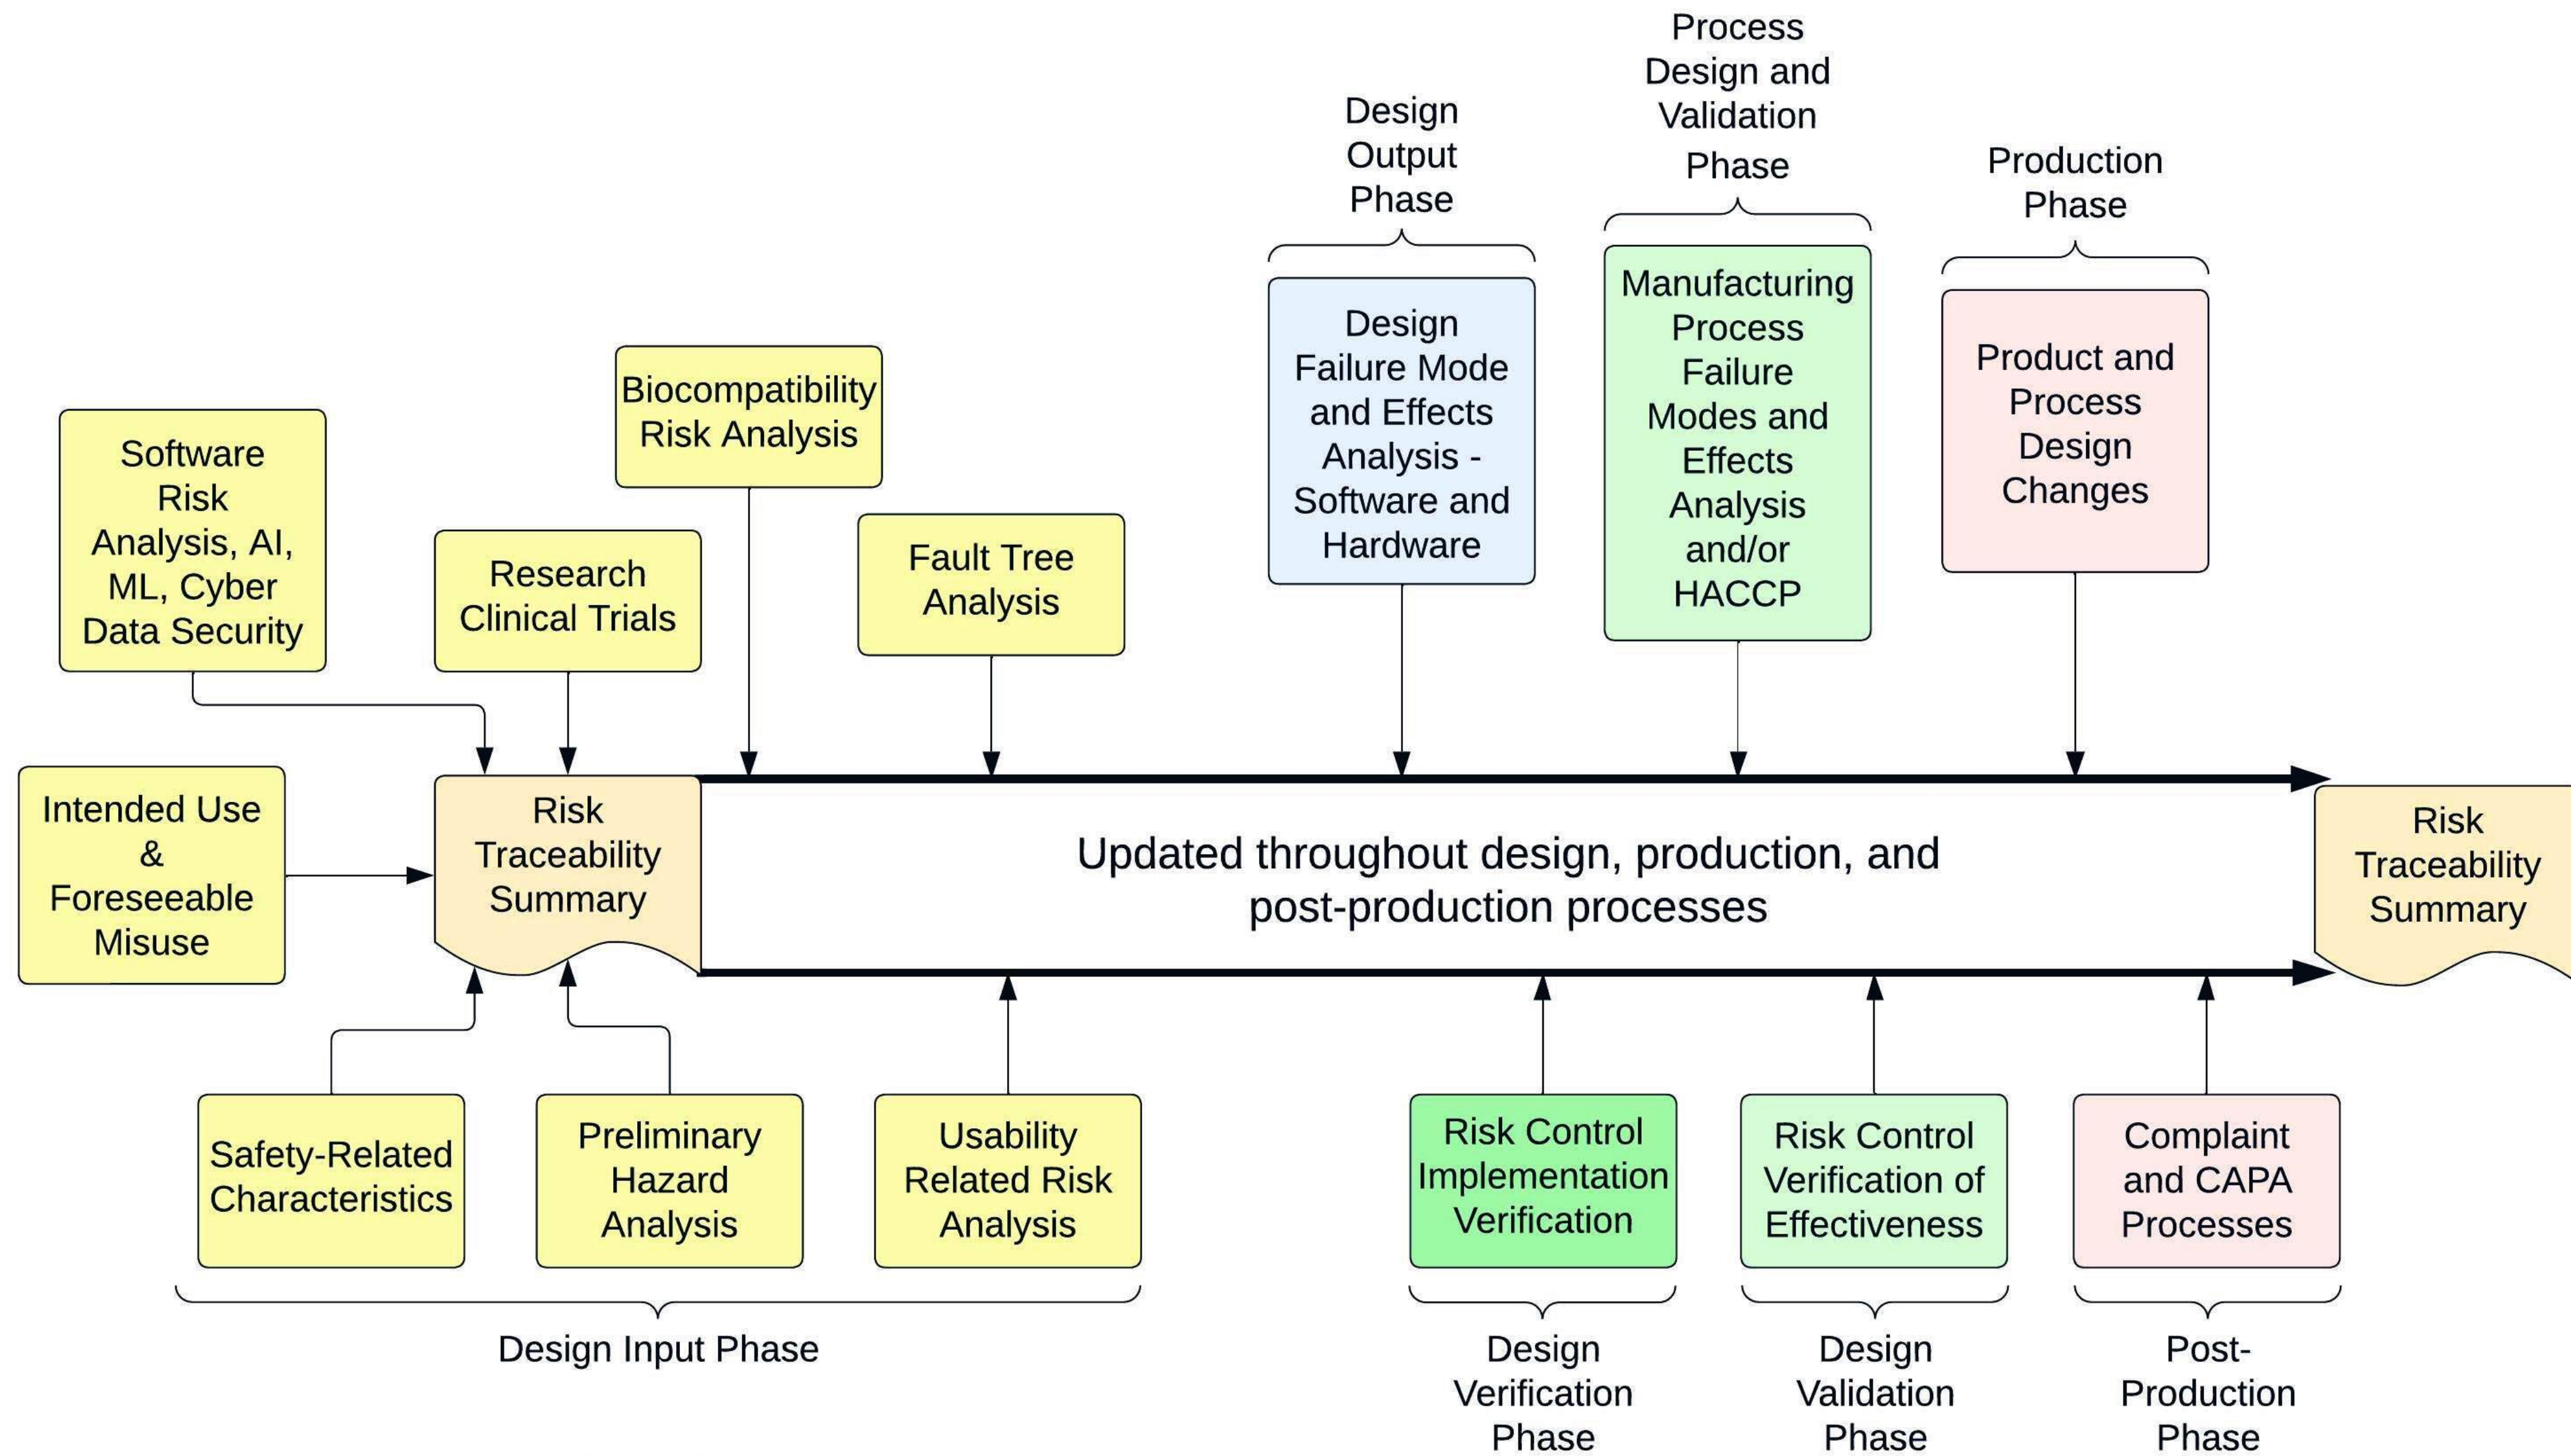 Process
Design and
Validation
Phase
Design
Output
Phase
Production
Phase
Manufacturing
Process
Failure
Modes and
Effects
Analysis
and/or
HACCP
Design
Failure Mode
and Effects
Analysis -
Software and
Hardware
Product and
Process
Design
Changes
Biocompatibility
Risk Analysis
Software
Risk
Analysis, AI,
ML, Cyber
Data Security
Research
Clinical Trials
Fault Tree
Analysis
Intended Use
&
Foreseeable
Misuse
Risk
Traceability
Summary
Updated throughout design, production, and
post-production processes
Risk
Traceability
Summary
Safety-Related
Characteristics
Preliminary
Hazard
Analysis
Usability
Related Risk
Analysis
Risk Control
Implementation
Verification
Risk Control
Verification of
Effectiveness
Complaint
and CAPA
Processes
Design Input Phase
Design
Verification
Phase
Design
Validation
Phase
Post-
Production
Phase